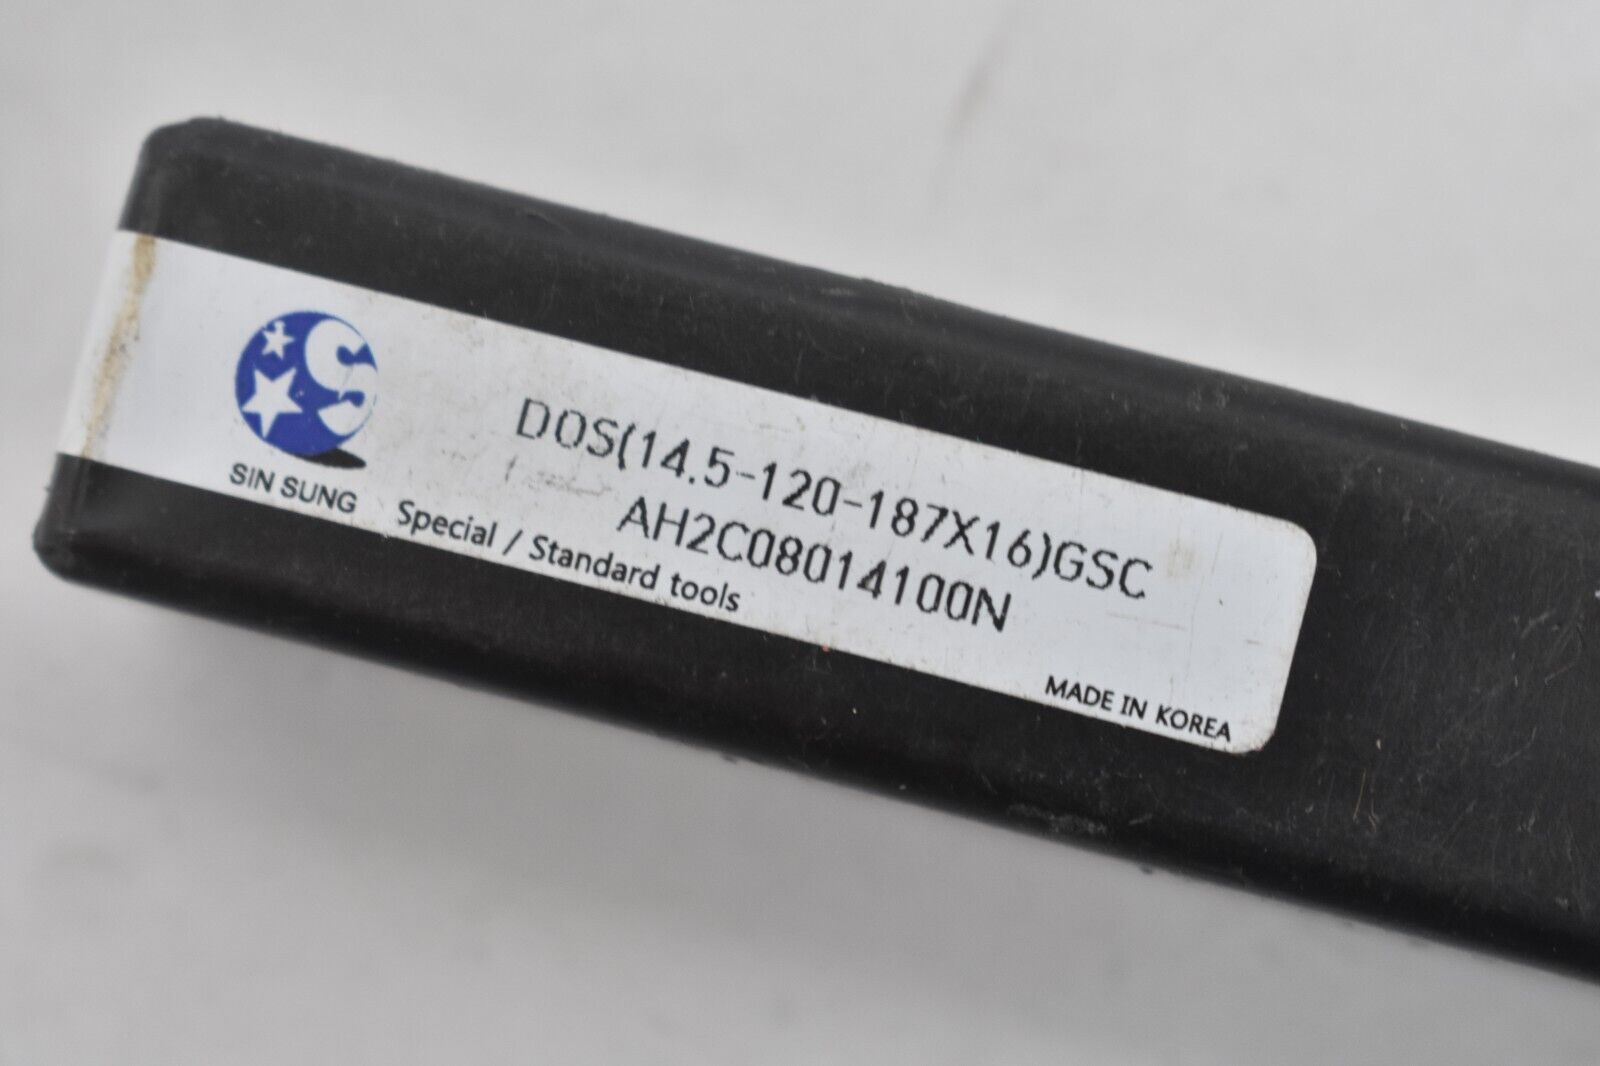 SIN SUNG
DOS(14.5-120-187X16)GSC
AH2C08014100N
Special / Standard tools
MADE IN KOREA